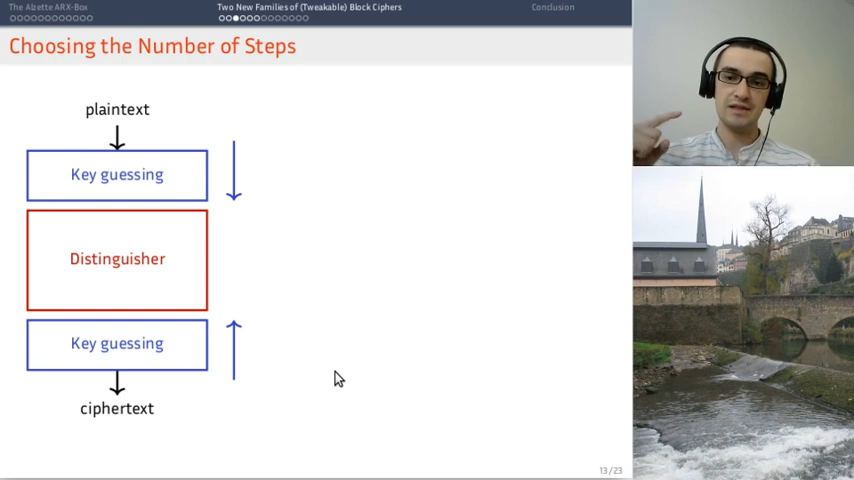 The Alzette ARX-Box
Two New Families of (Tweakable) Block Ciphers
Conclusion
Choosing the Number of Steps
plaintext
Key guessing
Distinguisher
Key guessing
ciphertext
13/23